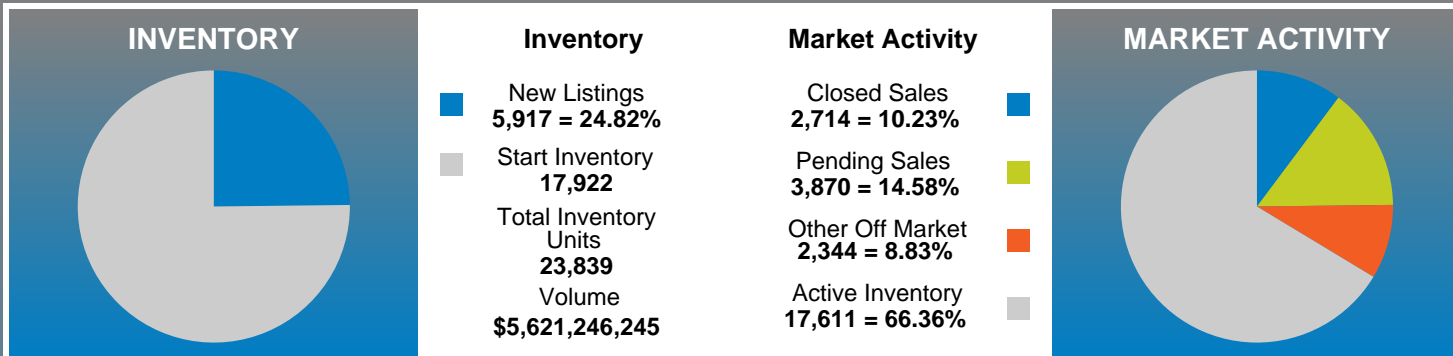 INVENTORY
Inventory
New Listings
5,917 = 24.82%
Start Inventory
17,922
Total Inventory
Units
23,839
Volume
$5,621,246,245
Market Activity
Closed Sales
2,714 = 10.23%
Pending Sales
3,870 = 14.58%
Other Off Market
2,344 = 8.83%
Active Inventory
17,611 = 66.36%
MARKET ACTIVITY